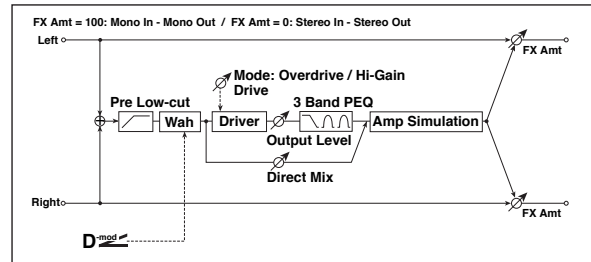 FX Amt = 100: Mono In - Mono Out / FX Amt = 0: Stereo In - Stereo Out
Left
FX Amt
Mode: Overdrive / Hi-Gain
Drive
Pre Low-cut
3 Band PEQ
Wah
Driver
Amp Simulation
Output Level
Direct Mix
Right
FX Amt
D-mod